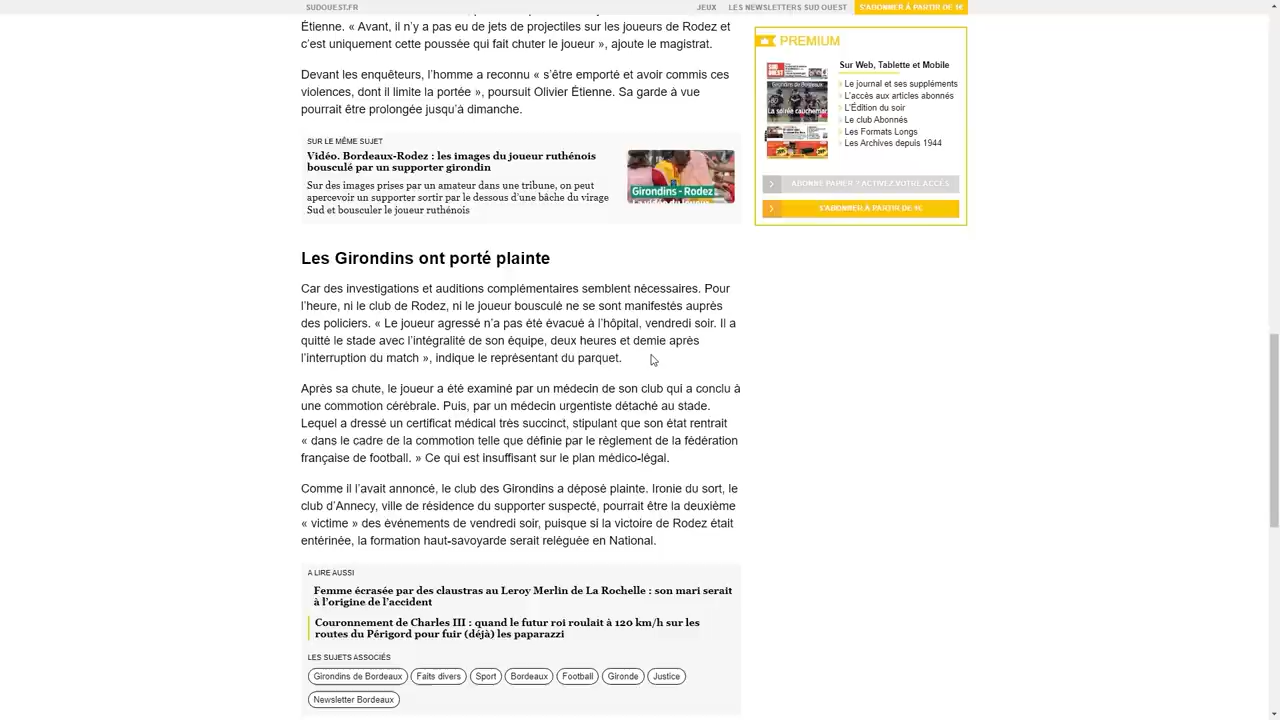 SUDOUEST.FR
JEUX
LES NEWSLETTERS SUD OUEST
S'ABONNER À PARTIR DE 1€
Étienne. « Avant, il n'y a pas eu de jets de projectiles sur les joueurs de Rodez et
c'est uniquement cette poussée qui fait chuter le joueur », ajoute le magistrat.
Devant les enquêteurs, l'homme a reconnu « s'être emporté et avoir commis ces
violences, dont il limite la portée », poursuit Olivier Étienne. Sa garde à vue
pourrait être prolongée jusqu'à dimanche.
SUR LE MÊME SUJET
Vidéo. Bordeaux-Rodez : les images du joueur ruthénois
bousculé par un supporter girondin
Sur des images prises par un amateur dans une tribune, on peut
apercevoir un supporter sortir par le dessous d'une bâche du virage
Sud et bousculer le joueur ruthénois
Girondins - Rodez
Les Girondins ont porté plainte
Car des investigations et auditions complémentaires semblent nécessaires. Pour
l'heure, ni le club de Rodez, ni le joueur bousculé ne se sont manifestés auprès
des policiers. « Le joueur agressé n'a pas été évacué à l'hôpital, vendredi soir. Il a
quitté le stade avec l'intégralité de son équipe, deux heures et demie après
l'interruption du match », indique le représentant du parquet.
Après sa chute, le joueur a été examiné par un médecin de son club qui a conclu à
une commotion cérébrale. Puis, par un médecin urgentiste détaché au stade.
Lequel a dressé un certificat médical très succinct, stipulant que son état rentrait
« dans le cadre de la commotion telle que définie par le règlement de la fédération
française de football. » Ce qui est insuffisant sur le plan médico-légal.
Comme il l'avait annoncé, le club des Girondins a déposé plainte. Ironie du sort, le
club d'Annecy, ville de résidence du supporter suspecté, pourrait être la deuxième
« victime » des événements de vendredi soir, puisque si la victoire de Rodez était
entérinée, la formation haut-savoyarde serait reléguée en National.
A LIRE AUSSI
Femme écrasée par des claustras au Leroy Merlin de La Rochelle : son mari serait
à l'origine de l'accident
Couronnement de Charles III : quand le futur roi roulait à 120 km/h sur les
routes du Périgord pour fuir (déjà) les paparazzi
LES SUJETS ASSOCIÉS
Girondins de Bordeaux
Faits divers
Sport
Bordeaux
Football
Gironde
Justice
Newsletter Bordeaux
PREMIUM
SUD OUEST
Girondins de Bordeaux
La soirée cauchemar
Sur Web, Tablette et Mobile
Le journal et ses suppléments
L'accès aux articles abonnés
L'Édition du soir
Le club Abonnés
Les Formats Longs
Les Archives depuis 1944
ABONNÉ PAPIER ? ACTIVEZ VOTRE ACCÈS
S'ABONNER À PARTIR DE 1€